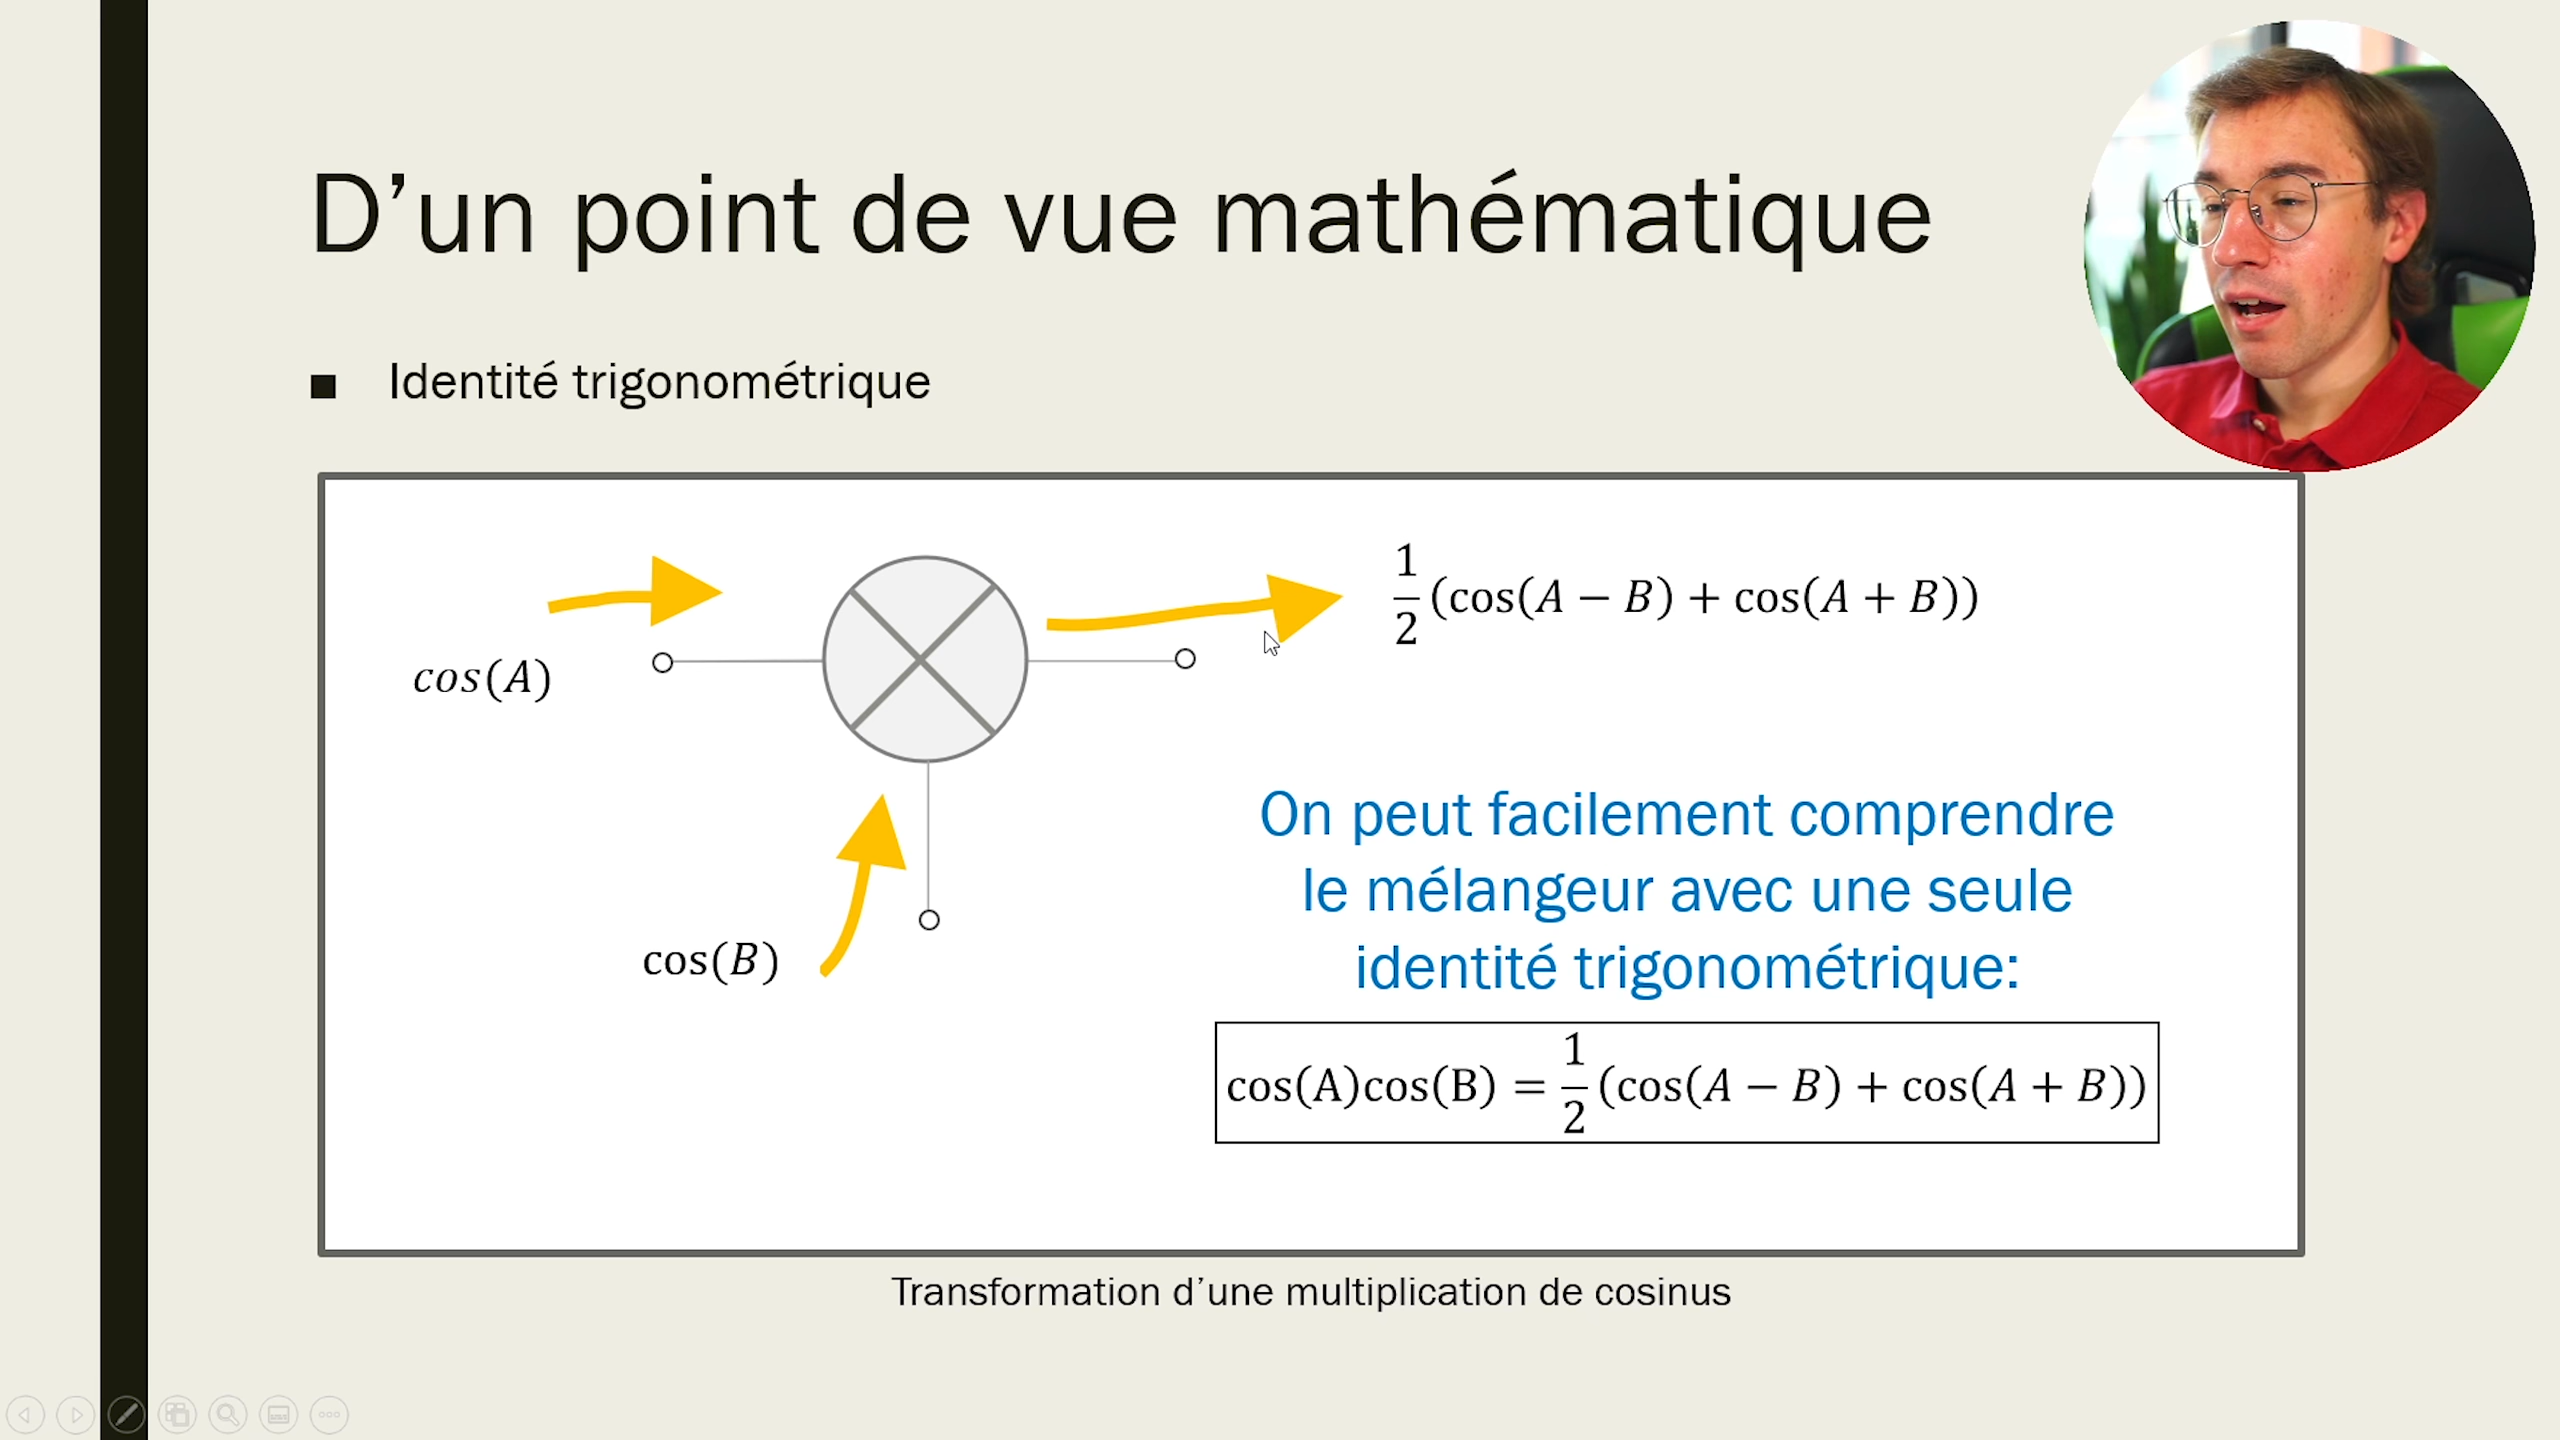 D’un point de vue mathématique
■ Identité trigonométrique
cos(A)
1/2 (cos(A − B) + cos(A + B))
cos(B)
On peut facilement comprendre
le mélangeur avec une seule
identité trigonométrique:
cos(A)cos(B) = 1/2 (cos(A − B) + cos(A + B))
Transformation d’une multiplication de cosinus